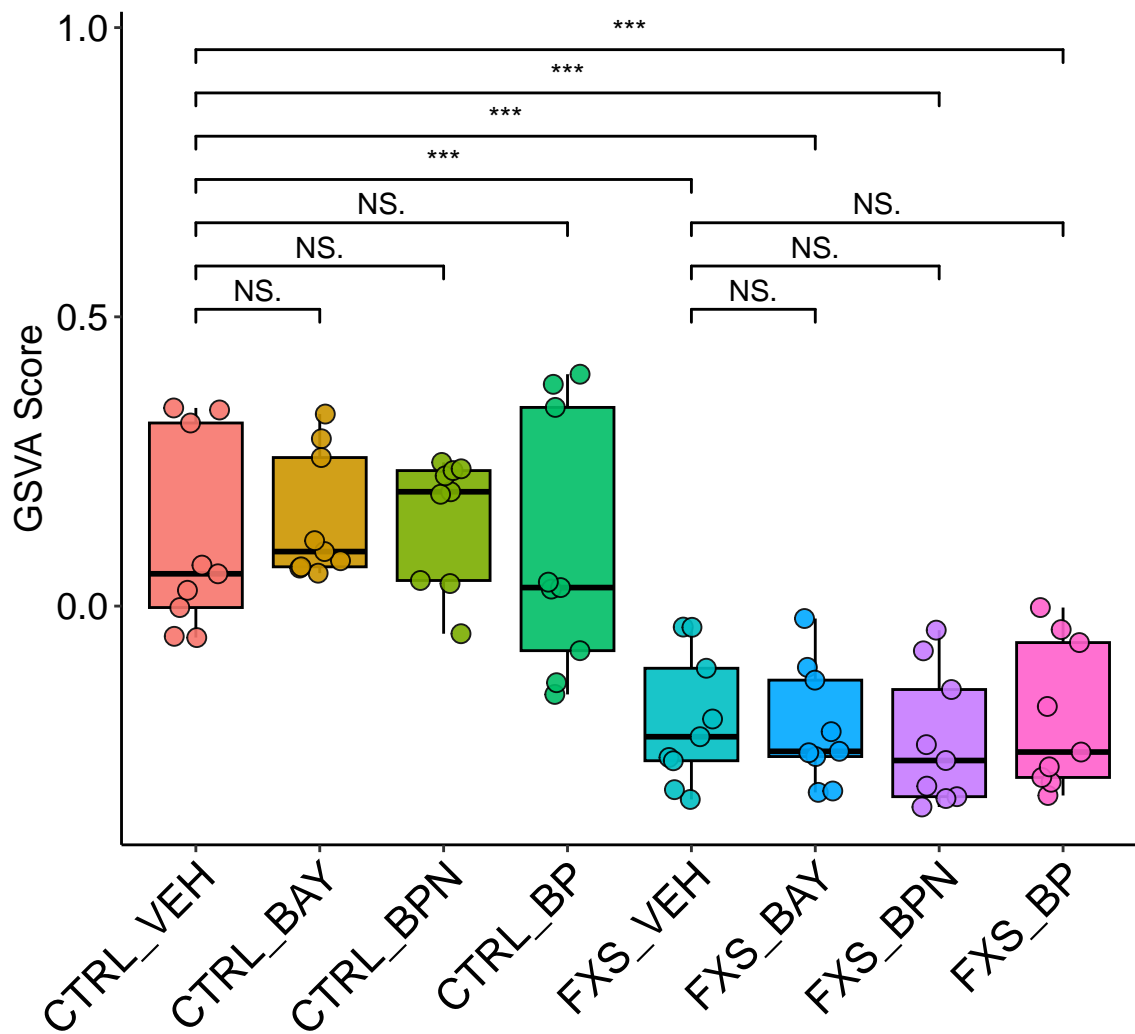 1.0
***
***
***
***
NS.
NS.
NS.
NS.
NS.
NS.
0.5
0.0
GSVA Score
CTRL_VEH
CTRL_BAY
CTRL_BPN
CTRL_BP
FXS_VEH
FXS_BAY
FXS_BPN
FXS_BP